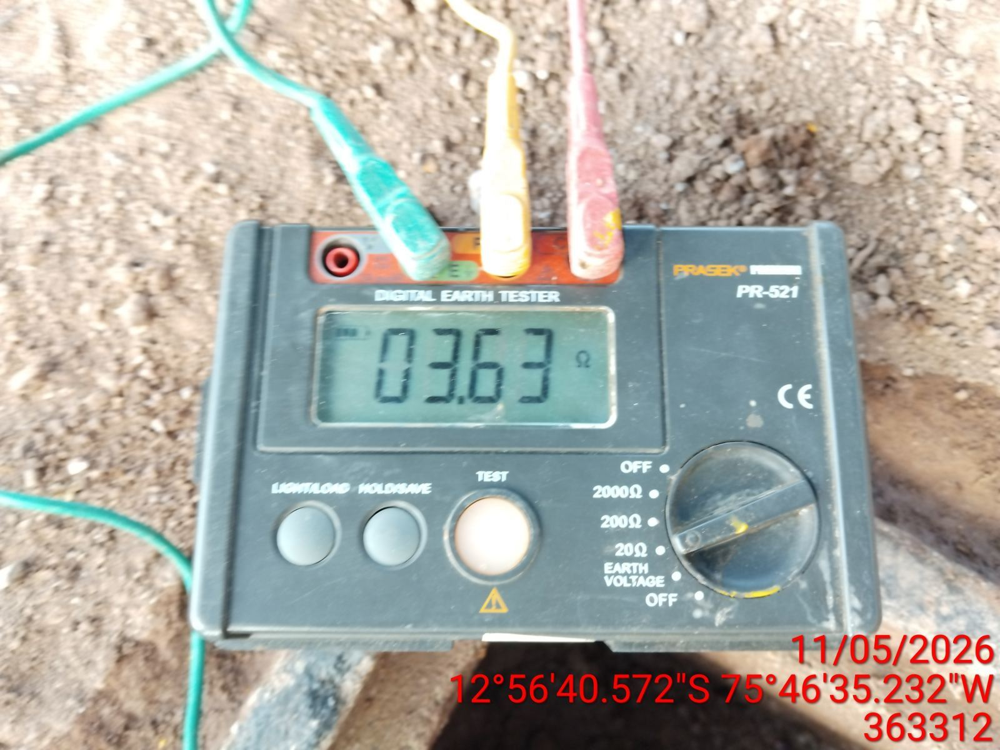 E
DIGITAL EARTH TESTER
PRASEK® PREMIUM
PR-521
03.63 Ω
CE
LIGHT/LOAD HOLD/SAVE
TEST
OFF
2000Ω
200Ω
20Ω
EARTH
VOLTAGE
OFF
11/05/2026
12°56'40.572"S 75°46'35.232"W
363312